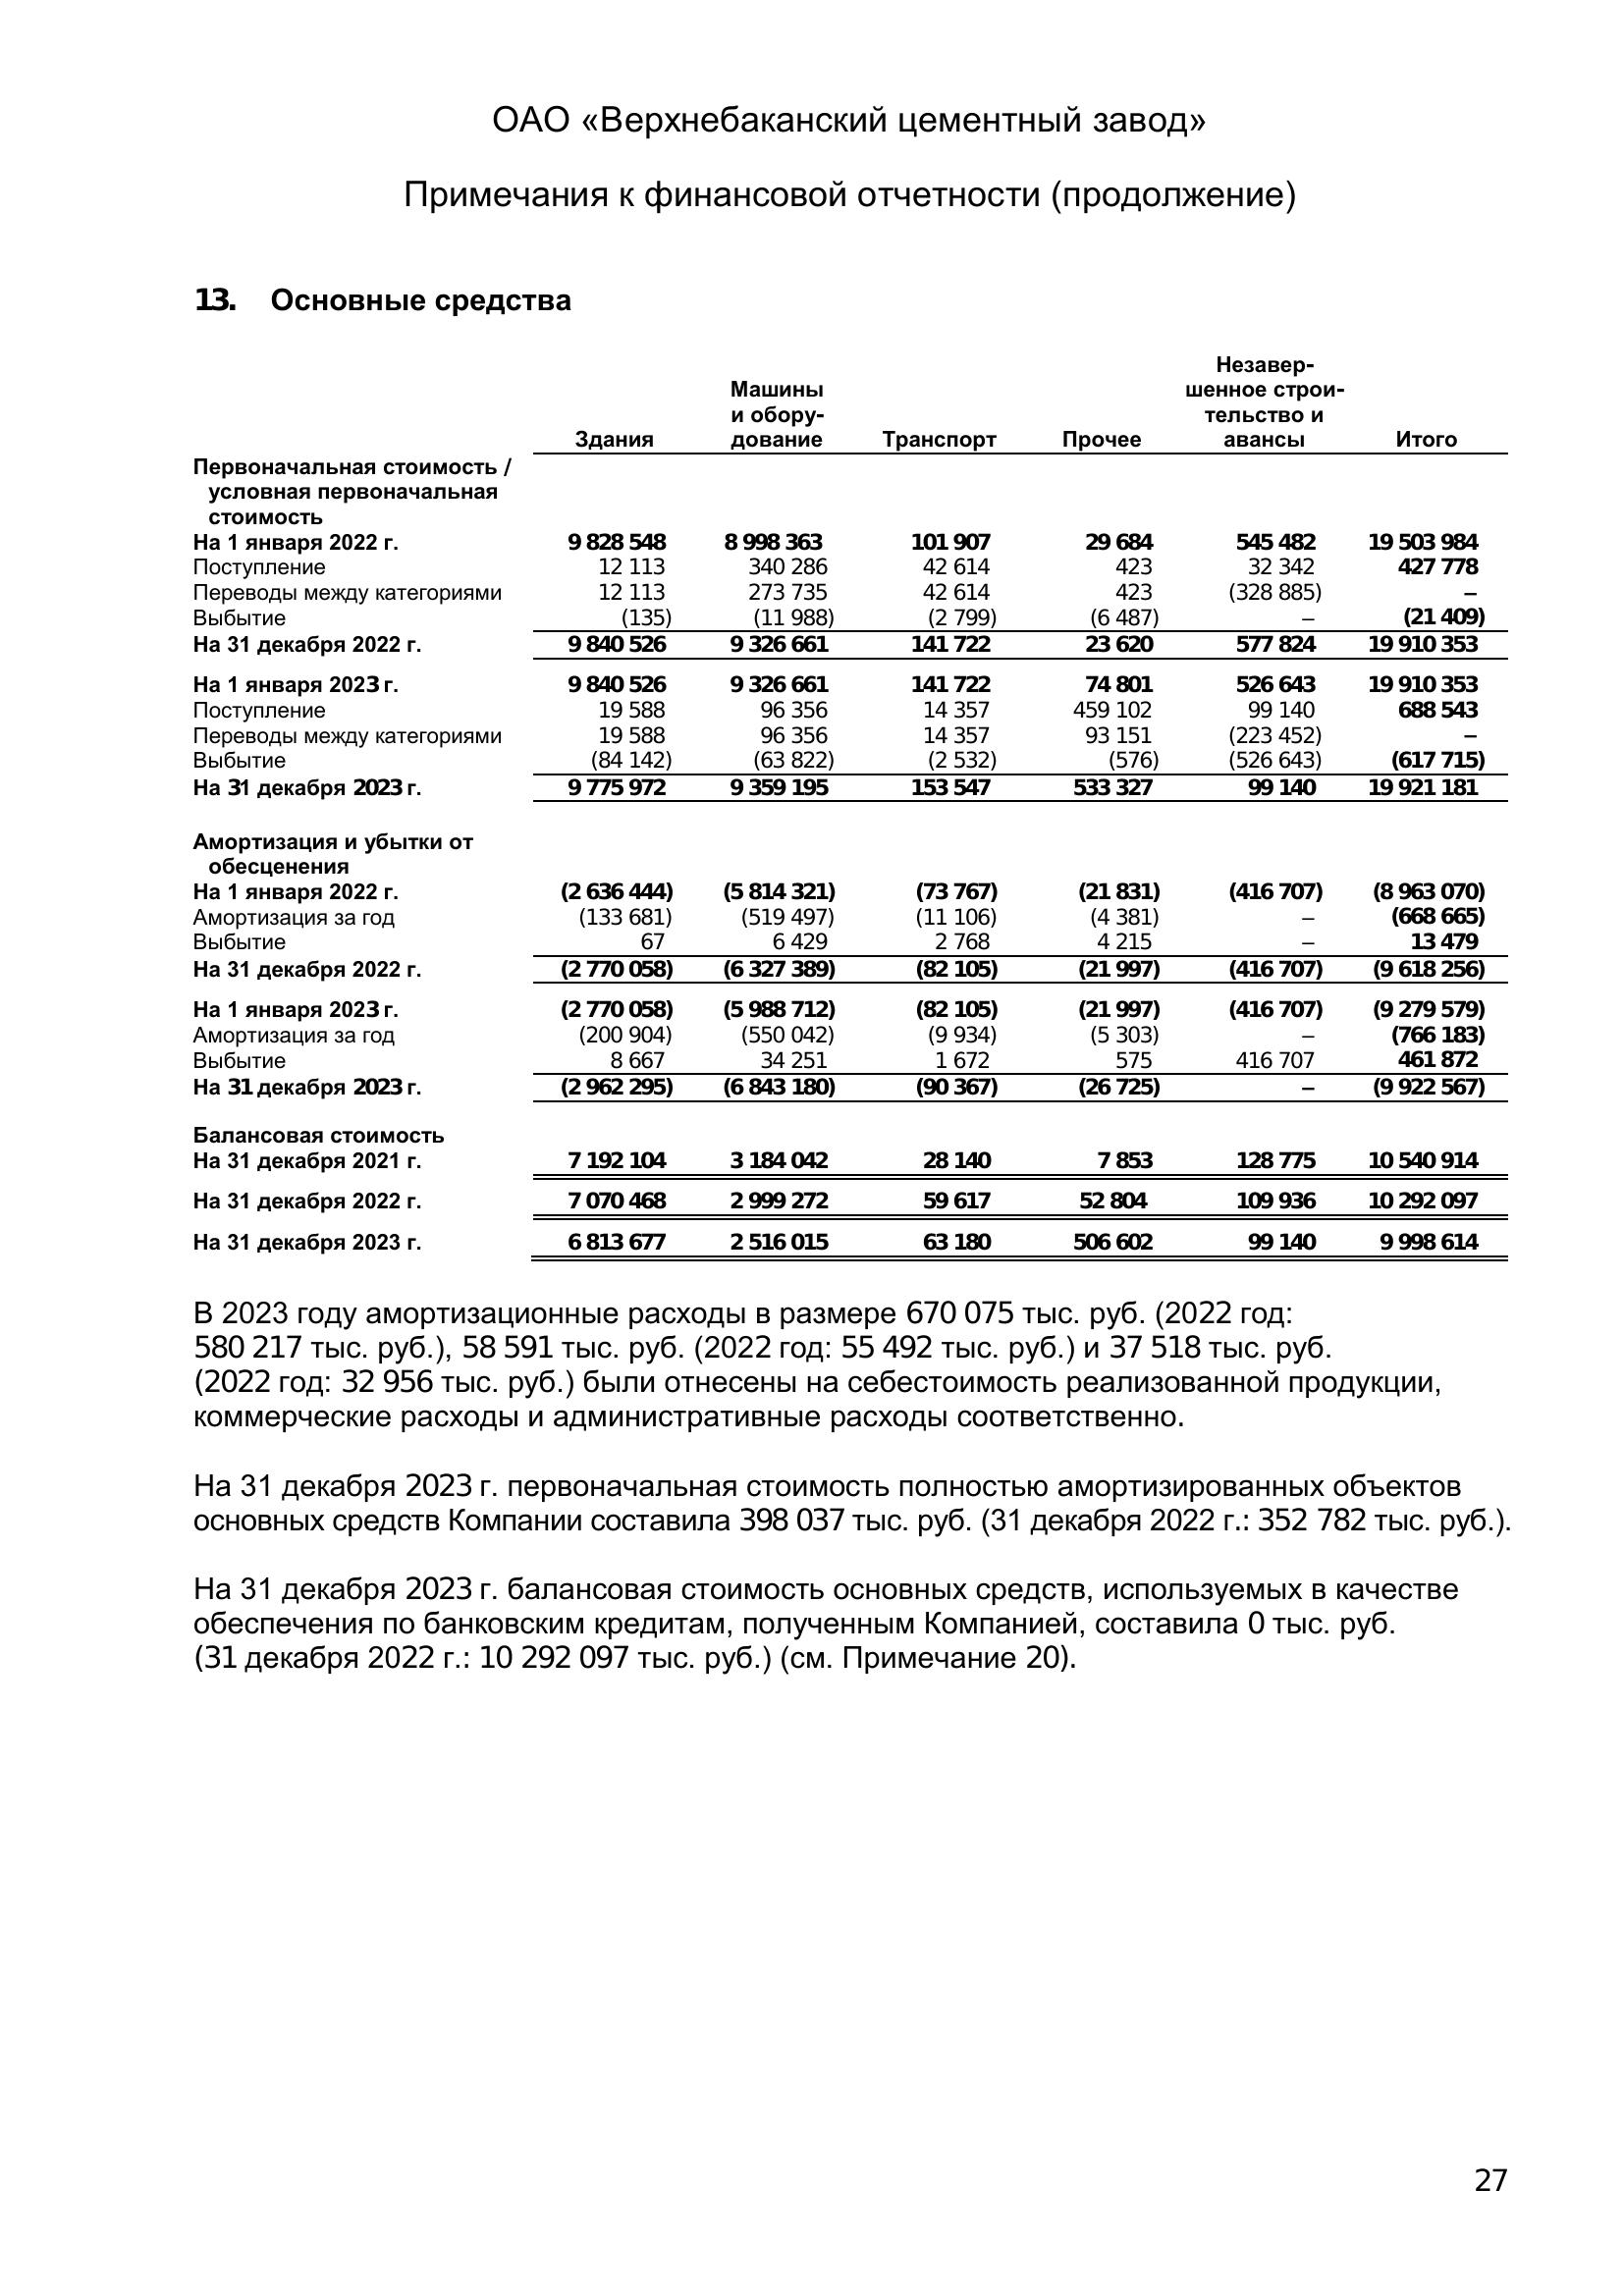 ОАО «Верхнебаканский цементный завод»
Примечания к финансовой отчетности (продолжение)
13. Основные средства
Незавер-
Машины шенное строи-
и обору- тельство и
Здания дование Транспорт Прочее авансы Итого
Первоначальная стоимость /
условная первоначальная
стоимость
На 1 января 2022 г. 9 828 548 8 998 363 101 907 29 684 545 482 19 503 984
Поступление 12 113 340 286 42 614 423 32 342 427 778
Переводы между категориями 12 113 273 735 42 614 423 (328 885) –
Выбытие (135) (11 988) (2 799) (6 487) – (21 409)
На 31 декабря 2022 г. 9 840 526 9 326 661 141 722 23 620 577 824 19 910 353
На 1 января 2023 г. 9 840 526 9 326 661 141 722 74 801 526 643 19 910 353
Поступление 19 588 96 356 14 357 459 102 99 140 688 543
Переводы между категориями 19 588 96 356 14 357 93 151 (223 452) –
Выбытие (84 142) (63 822) (2 532) (576) (526 643) (617 715)
На 31 декабря 2023 г. 9 775 972 9 359 195 153 547 533 327 99 140 19 921 181
Амортизация и убытки от
обесценения
На 1 января 2022 г. (2 636 444) (5 814 321) (73 767) (21 831) (416 707) (8 963 070)
Амортизация за год (133 681) (519 497) (11 106) (4 381) – (668 665)
Выбытие 67 6 429 2 768 4 215 – 13 479
На 31 декабря 2022 г. (2 770 058) (6 327 389) (82 105) (21 997) (416 707) (9 618 256)
На 1 января 2023 г. (2 770 058) (5 988 712) (82 105) (21 997) (416 707) (9 279 579)
Амортизация за год (200 904) (550 042) (9 934) (5 303) – (766 183)
Выбытие 8 667 34 251 1 672 575 416 707 461 872
На 31 декабря 2023 г. (2 962 295) (6 843 180) (90 367) (26 725) – (9 922 567)
Балансовая стоимость
На 31 декабря 2021 г. 7 192 104 3 184 042 28 140 7 853 128 775 10 540 914
На 31 декабря 2022 г. 7 070 468 2 999 272 59 617 52 804 109 936 10 292 097
На 31 декабря 2023 г. 6 813 677 2 516 015 63 180 506 602 99 140 9 998 614
В 2023 году амортизационные расходы в размере 670 075 тыс. руб. (2022 год:
580 217 тыс. руб.), 58 591 тыс. руб. (2022 год: 55 492 тыс. руб.) и 37 518 тыс. руб.
(2022 год: 32 956 тыс. руб.) были отнесены на себестоимость реализованной продукции,
коммерческие расходы и административные расходы соответственно.
На 31 декабря 2023 г. первоначальная стоимость полностью амортизированных объектов
основных средств Компании составила 398 037 тыс. руб. (31 декабря 2022 г.: 352 782 тыс. руб.).
На 31 декабря 2023 г. балансовая стоимость основных средств, используемых в качестве
обеспечения по банковским кредитам, полученным Компанией, составила 0 тыс. руб.
(31 декабря 2022 г.: 10 292 097 тыс. руб.) (см. Примечание 20).
27